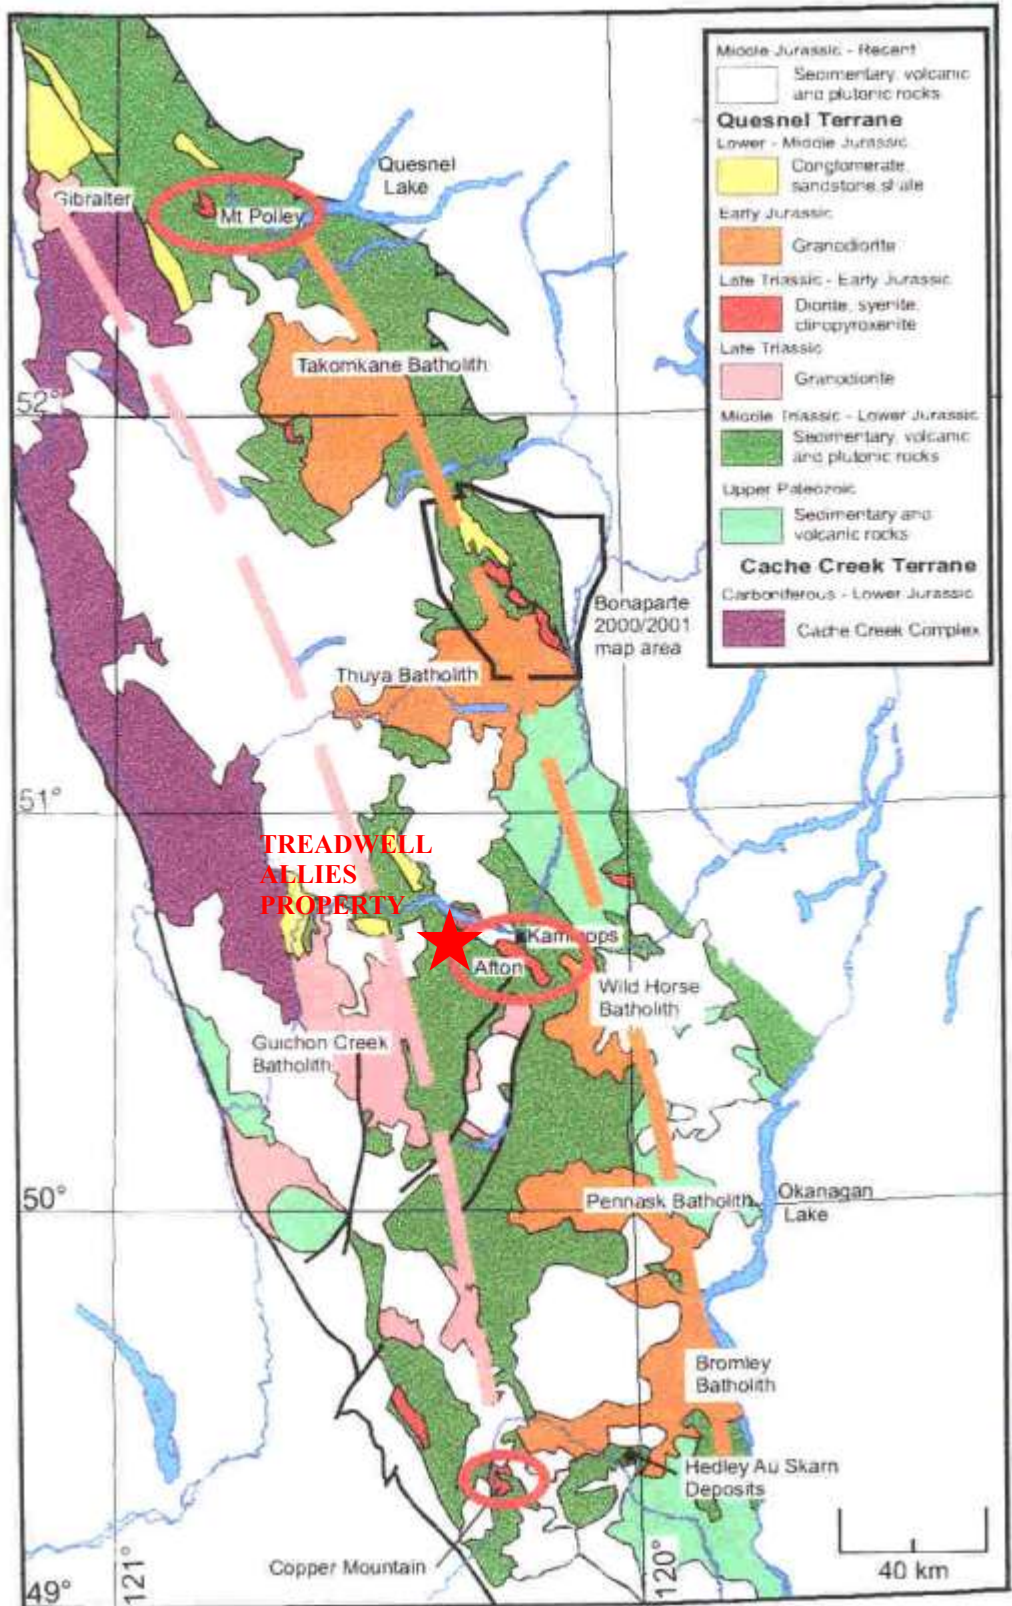 Middle Jurassic - Recent
Sedimentary, volcanic
and plutonic rocks
Quesnel Terrane
Lower - Middle Jurassic
Conglomerate,
sandstone, shale
Early Jurassic
Granodiorite
Late Triassic - Early Jurassic
Diorite, syenite,
clinopyroxenite
Late Triassic
Granodiorite
Middle Triassic - Lower Jurassic
Sedimentary, volcanic
and plutonic rocks
Upper Paleozoic
Sedimentary and
volcanic rocks
Cache Creek Terrane
Carboniferous - Lower Jurassic
Cache Creek Complex
Quesnel
Lake
Gibralter
Mt Polley
Takomkane Batholith
52°
Bonaparte
2000/2001
map area
Thuya Batholith
51°
TREADWELL
ALLIES
PROPERTY
Kamloops
Afton
Wild Horse
Batholith
Guichon Creek
Batholith
50°
Pennask Batholith
Okanagan
Lake
Bromley
Batholith
Hedley Au Skarn
Deposits
Copper Mountain
40 km
49°
121°
120°